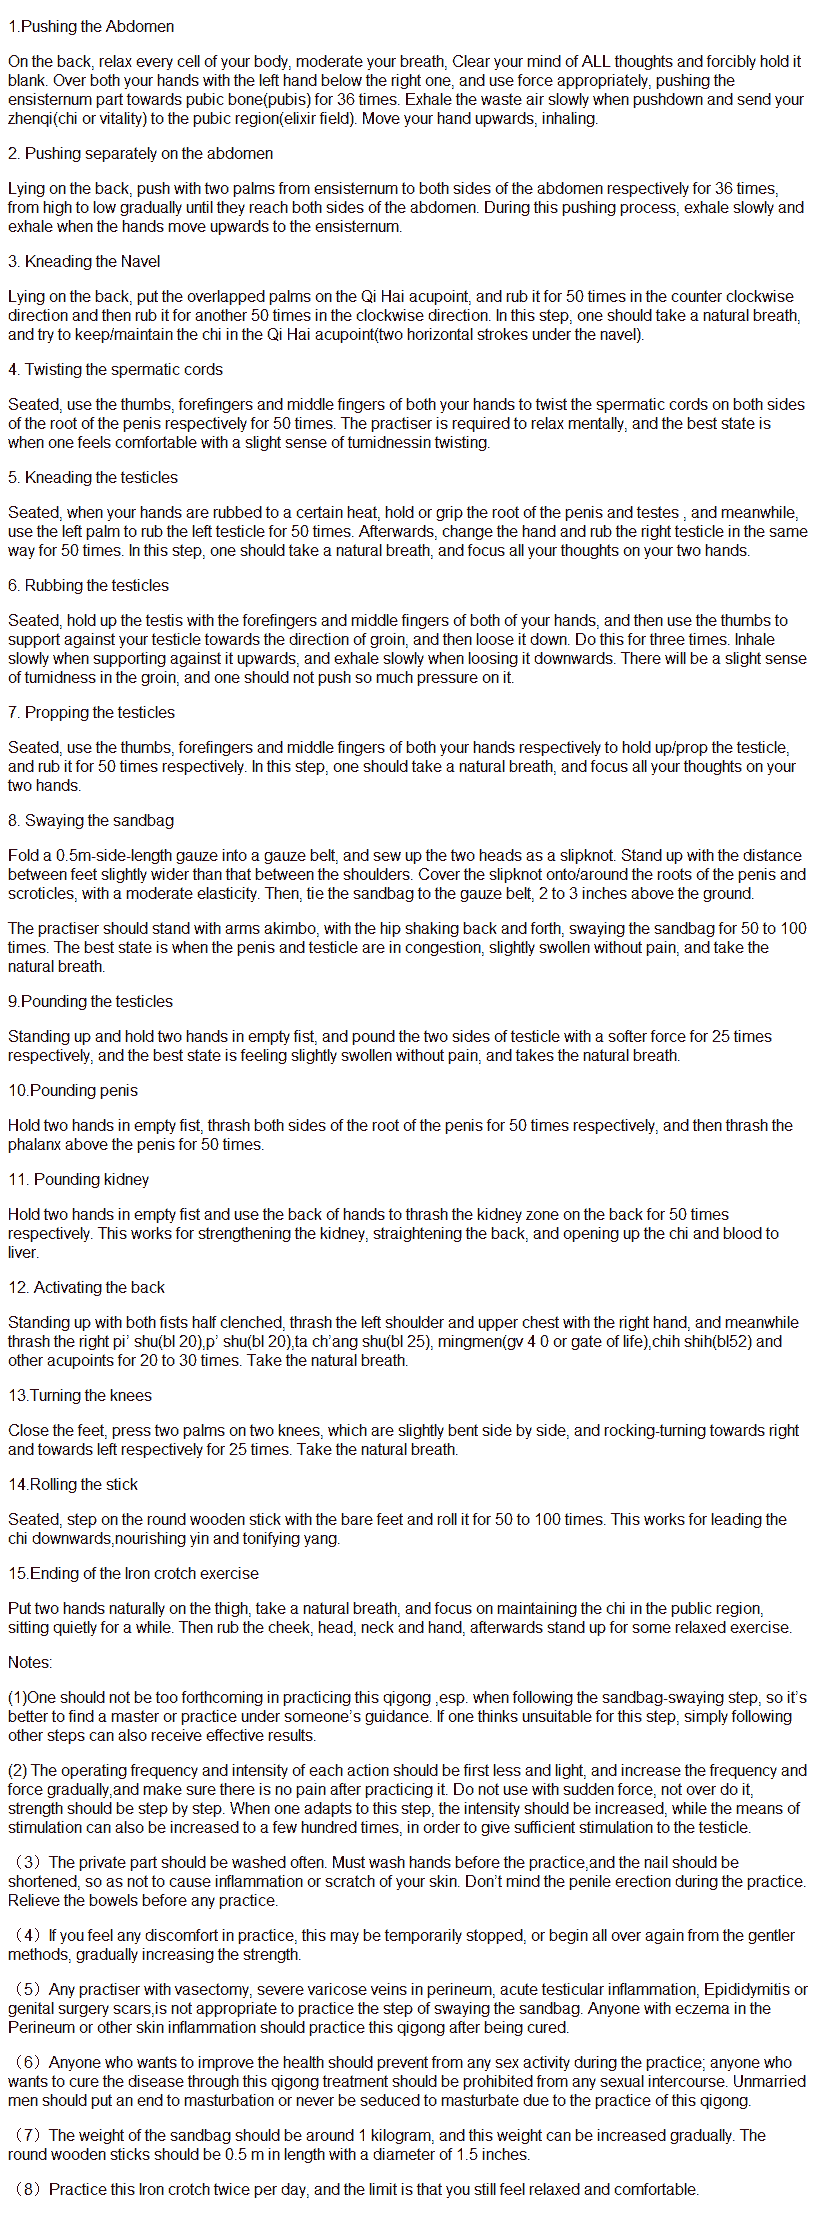 1.Pushing the Abdomen
On the back, relax every cell of your body, moderate your breath, Clear your mind of ALL thoughts and forcibly hold it
blank. Over both your hands with the left hand below the right one, and use force appropriately, pushing the
ensisternum part towards pubic bone(pubis) for 36 times. Exhale the waste air slowly when pushdown and send your
zhenqi(chi or vitality) to the pubic region(elixir field). Move your hand upwards, inhaling.
2. Pushing separately on the abdomen
Lying on the back, push with two palms from ensisternum to both sides of the abdomen respectively for 36 times,
from high to low gradually until they reach both sides of the abdomen. During this pushing process, exhale slowly and
exhale when the hands move upwards to the ensisternum.
3. Kneading the Navel
Lying on the back, put the overlapped palms on the Qi Hai acupoint, and rub it for 50 times in the counter clockwise
direction and then rub it for another 50 times in the clockwise direction. In this step, one should take a natural breath,
and try to keep/maintain the chi in the Qi Hai acupoint(two horizontal strokes under the navel).
4. Twisting the spermatic cords
Seated, use the thumbs, forefingers and middle fingers of both your hands to twist the spermatic cords on both sides
of the root of the penis respectively for 50 times. The practiser is required to relax mentally, and the best state is
when one feels comfortable with a slight sense of tumidnessin twisting.
5. Kneading the testicles
Seated, when your hands are rubbed to a certain heat, hold or grip the root of the penis and testes , and meanwhile,
use the left palm to rub the left testicle for 50 times. Afterwards, change the hand and rub the right testicle in the same
way for 50 times. In this step, one should take a natural breath, and focus all your thoughts on your two hands.
6. Rubbing the testicles
Seated, hold up the testis with the forefingers and middle fingers of both of your hands, and then use the thumbs to
support against your testicle towards the direction of groin, and then loose it down. Do this for three times. Inhale
slowly when supporting against it upwards, and exhale slowly when loosing it downwards. There will be a slight sense
of tumidness in the groin, and one should not push so much pressure on it.
7. Propping the testicles
Seated, use the thumbs, forefingers and middle fingers of both your hands respectively to hold up/prop the testicle,
and rub it for 50 times respectively. In this step, one should take a natural breath, and focus all your thoughts on your
two hands.
8. Swaying the sandbag
Fold a 0.5m-side-length gauze into a gauze belt, and sew up the two heads as a slipknot. Stand up with the distance
between feet slightly wider than that between the shoulders. Cover the slipknot onto/around the roots of the penis and
scroticles, with a moderate elasticity. Then, tie the sandbag to the gauze belt, 2 to 3 inches above the ground.
The practiser should stand with arms akimbo, with the hip shaking back and forth, swaying the sandbag for 50 to 100
times. The best state is when the penis and testicle are in congestion, slightly swollen without pain, and take the
natural breath.
9.Pounding the testicles
Standing up and hold two hands in empty fist, and pound the two sides of testicle with a softer force for 25 times
respectively, and the best state is feeling slightly swollen without pain, and takes the natural breath.
10.Pounding penis
Hold two hands in empty fist, thrash both sides of the root of the penis for 50 times respectively, and then thrash the
phalanx above the penis for 50 times.
11. Pounding kidney
Hold two hands in empty fist and use the back of hands to thrash the kidney zone on the back for 50 times
respectively. This works for strengthening the kidney, straightening the back, and opening up the chi and blood to
liver.
12. Activating the back
Standing up with both fists half clenched, thrash the left shoulder and upper chest with the right hand, and meanwhile
thrash the right pi’ shu(bl 20),p’ shu(bl 20),ta ch’ang shu(bl 25), mingmen(gv 4 0 or gate of life),chih shih(bl52) and
other acupoints for 20 to 30 times. Take the natural breath.
13.Turning the knees
Close the feet, press two palms on two knees, which are slightly bent side by side, and rocking-turning towards right
and towards left respectively for 25 times. Take the natural breath.
14.Rolling the stick
Seated, step on the round wooden stick with the bare feet and roll it for 50 to 100 times. This works for leading the
chi downwards,nourishing yin and tonifying yang.
15.Ending of the Iron crotch exercise
Put two hands naturally on the thigh, take a natural breath, and focus on maintaining the chi in the public region,
sitting quietly for a while. Then rub the cheek, head, neck and hand, afterwards stand up for some relaxed exercise.
Notes:
(1)One should not be too forthcoming in practicing this qigong ,esp. when following the sandbag-swaying step, so it’s
better to find a master or practice under someone’s guidance. If one thinks unsuitable for this step, simply following
other steps can also receive effective results.
(2) The operating frequency and intensity of each action should be first less and light, and increase the frequency and
force gradually,and make sure there is no pain after practicing it. Do not use with sudden force, not over do it,
strength should be step by step. When one adapts to this step, the intensity should be increased, while the means of
stimulation can also be increased to a few hundred times, in order to give sufficient stimulation to the testicle.
（3）The private part should be washed often. Must wash hands before the practice,and the nail should be
shortened, so as not to cause inflammation or scratch of your skin. Don’t mind the penile erection during the practice.
Relieve the bowels before any practice.
（4）If you feel any discomfort in practice, this may be temporarily stopped, or begin all over again from the gentler
methods, gradually increasing the strength.
（5）Any practiser with vasectomy, severe varicose veins in perineum, acute testicular inflammation, Epididymitis or
genital surgery scars,is not appropriate to practice the step of swaying the sandbag. Anyone with eczema in the
Perineum or other skin inflammation should practice this qigong after being cured.
（6）Anyone who wants to improve the health should prevent from any sex activity during the practice; anyone who
wants to cure the disease through this qigong treatment should be prohibited from any sexual intercourse. Unmarried
men should put an end to masturbation or never be seduced to masturbate due to the practice of this qigong.
（7）The weight of the sandbag should be around 1 kilogram, and this weight can be increased gradually. The
round wooden sticks should be 0.5 m in length with a diameter of 1.5 inches.
（8）Practice this Iron crotch twice per day, and the limit is that you still feel relaxed and comfortable.